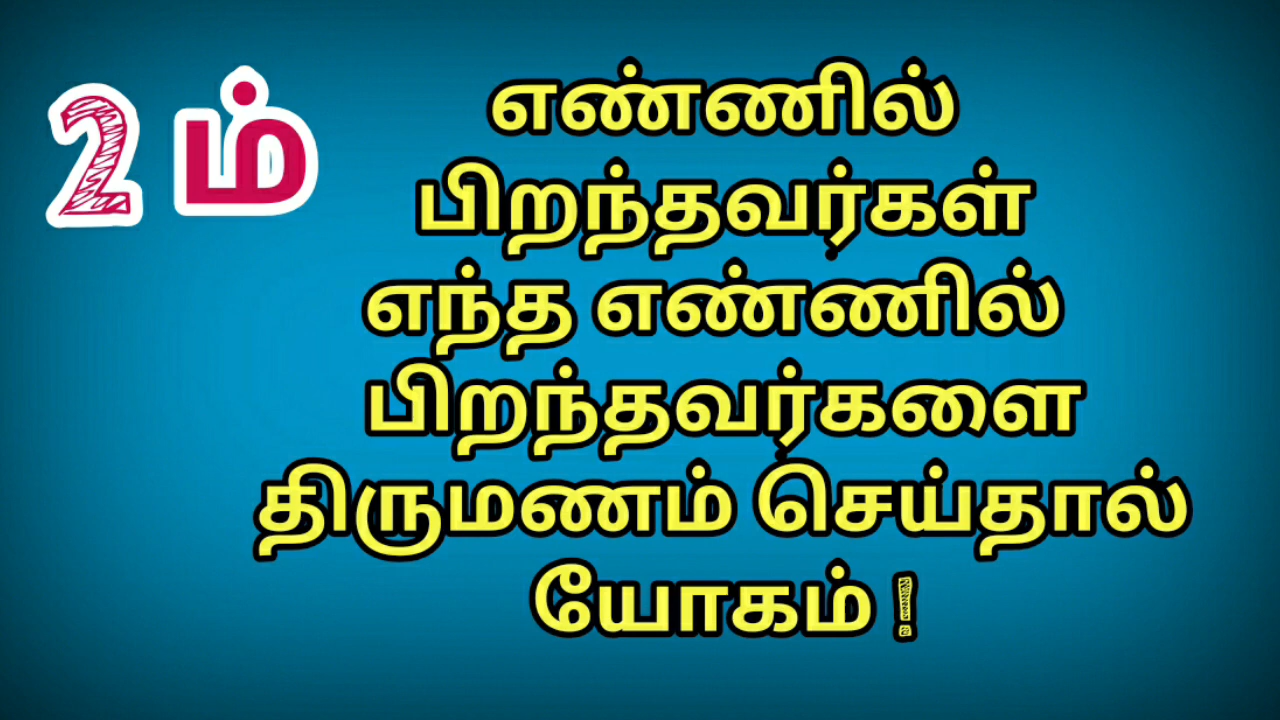 2 ம்
எண்ணில்
பிறந்தவர்கள்
எந்த எண்ணில்
பிறந்தவர்களை
திருமணம் செய்தால்
யோகம் !